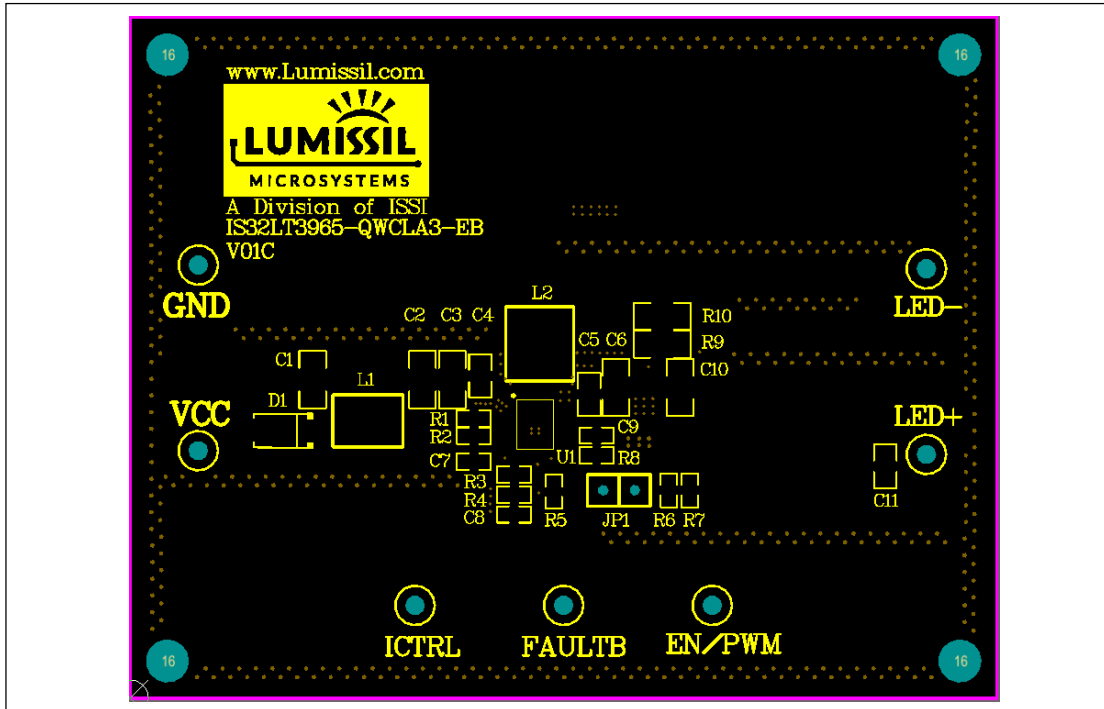 16
16
www.Lumissil.com
LUMISSIL
MICROSYSTEMS
A Division of ISSI
IS32LT3965-QWCLA3-EB
V01C
GND
LED-
L2
C2 C3 C4
R10
R9
C5 C6
C1
C10
L1
D1
VCC
LED+
R1
R2
C9
U1
R8
C7
R3
R4
C8
R5
JP1
R6
R7
C11
ICTRL
FAULTB
EN/PWM
16
16